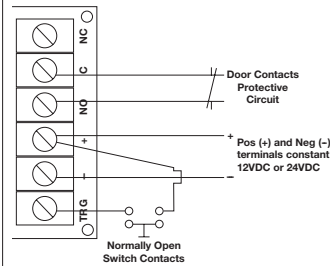 NC
C
NO
+
–
TRG
Door Contacts
Protective
Circuit
+ Pos (+) and Neg (–)
terminals constant
12VDC or 24VDC
–
Normally Open
Switch Contacts